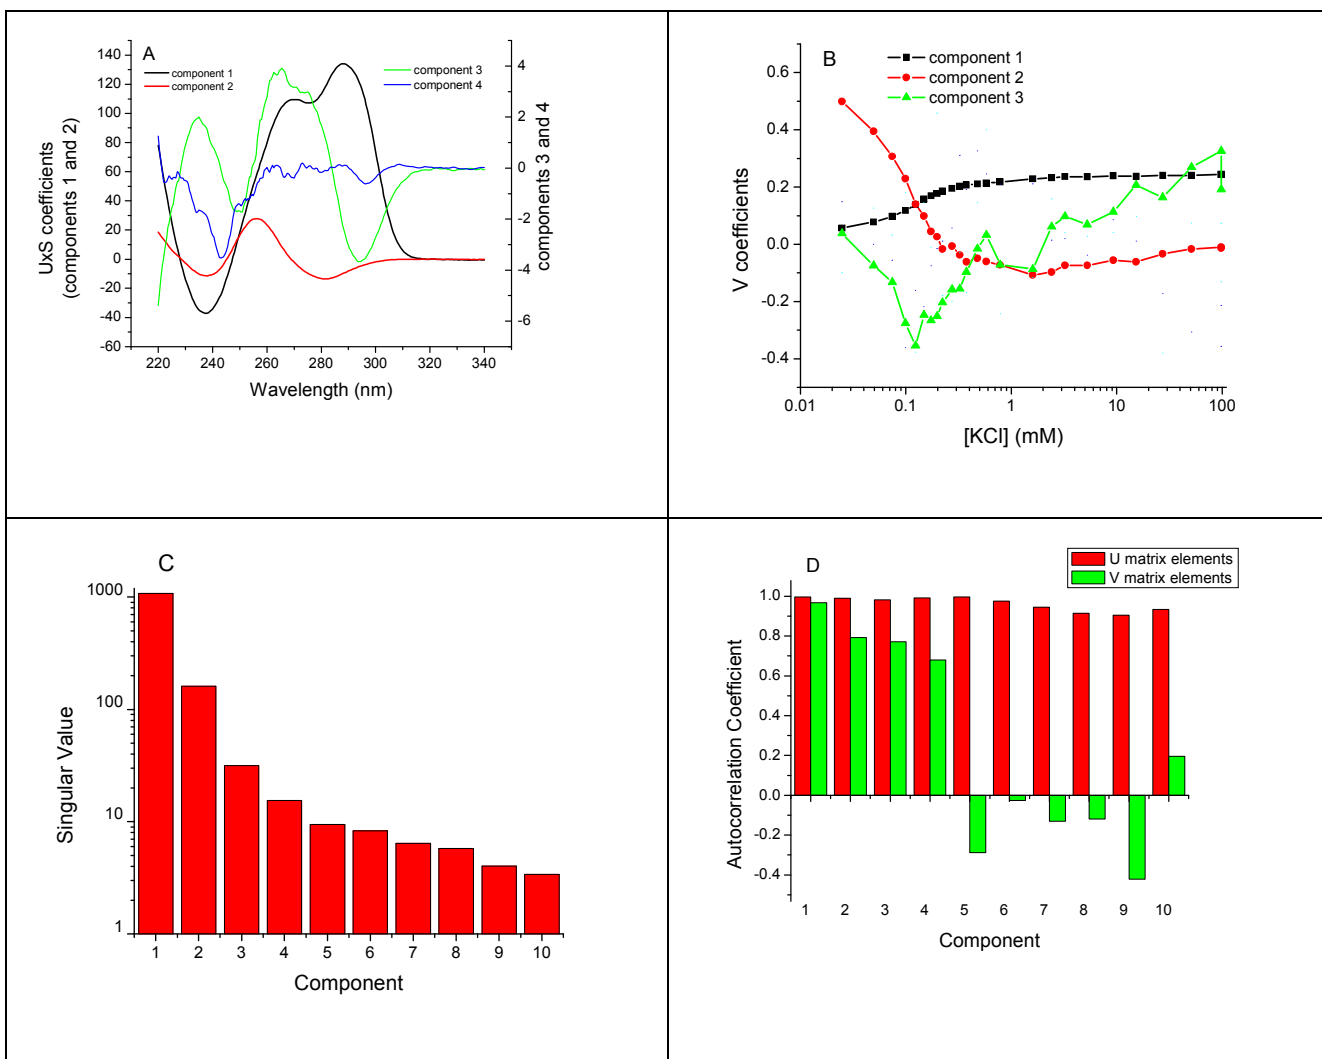 A
component 1
component 2
component 3
component 4
140
120
100
80
60
40
20
0
-20
-40
-60
4
2
0
-2
-4
-6
UxS coefficients
(components 1 and 2)
components 3 and 4
220 240 260 280 300 320 340
Wavelength (nm)
B
component 1
component 2
component 3
0.6
0.4
0.2
0.0
-0.2
-0.4
V coefficients
0.01 0.1 1 10 100
[KCl] (mM)
C
1000
100
10
1
Singular Value
1 2 3 4 5 6 7 8 9 10
Component
D
U matrix elements
V matrix elements
1.0
0.8
0.6
0.4
0.2
0.0
-0.2
-0.4
Autocorrelation Coefficient
1 2 3 4 5 6 7 8 9 10
Component